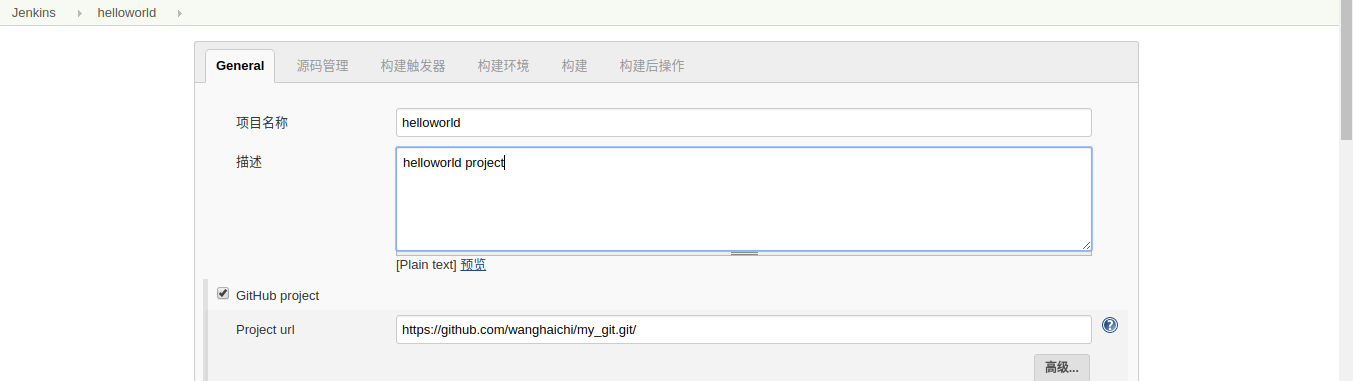 Jenkins helloworld
General 源码管理 构建触发器 构建环境 构建 构建后操作
项目名称 helloworld
描述 helloworld project
[Plain text] 预览
GitHub project
Project url https://github.com/wanghaichi/my_git.git/
高级...